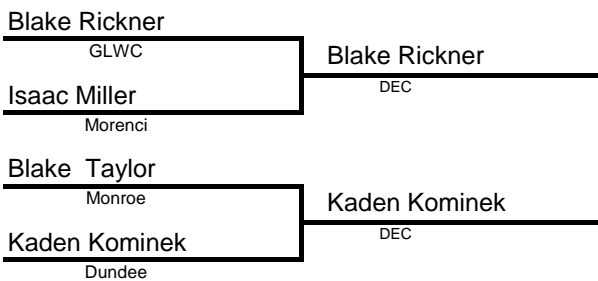 Blake Rickner
GLWC
Isaac Miller
Morenci
Blake Taylor
Monroe
Kaden Kominek
Dundee
Blake Rickner
DEC
Kaden Kominek
DEC